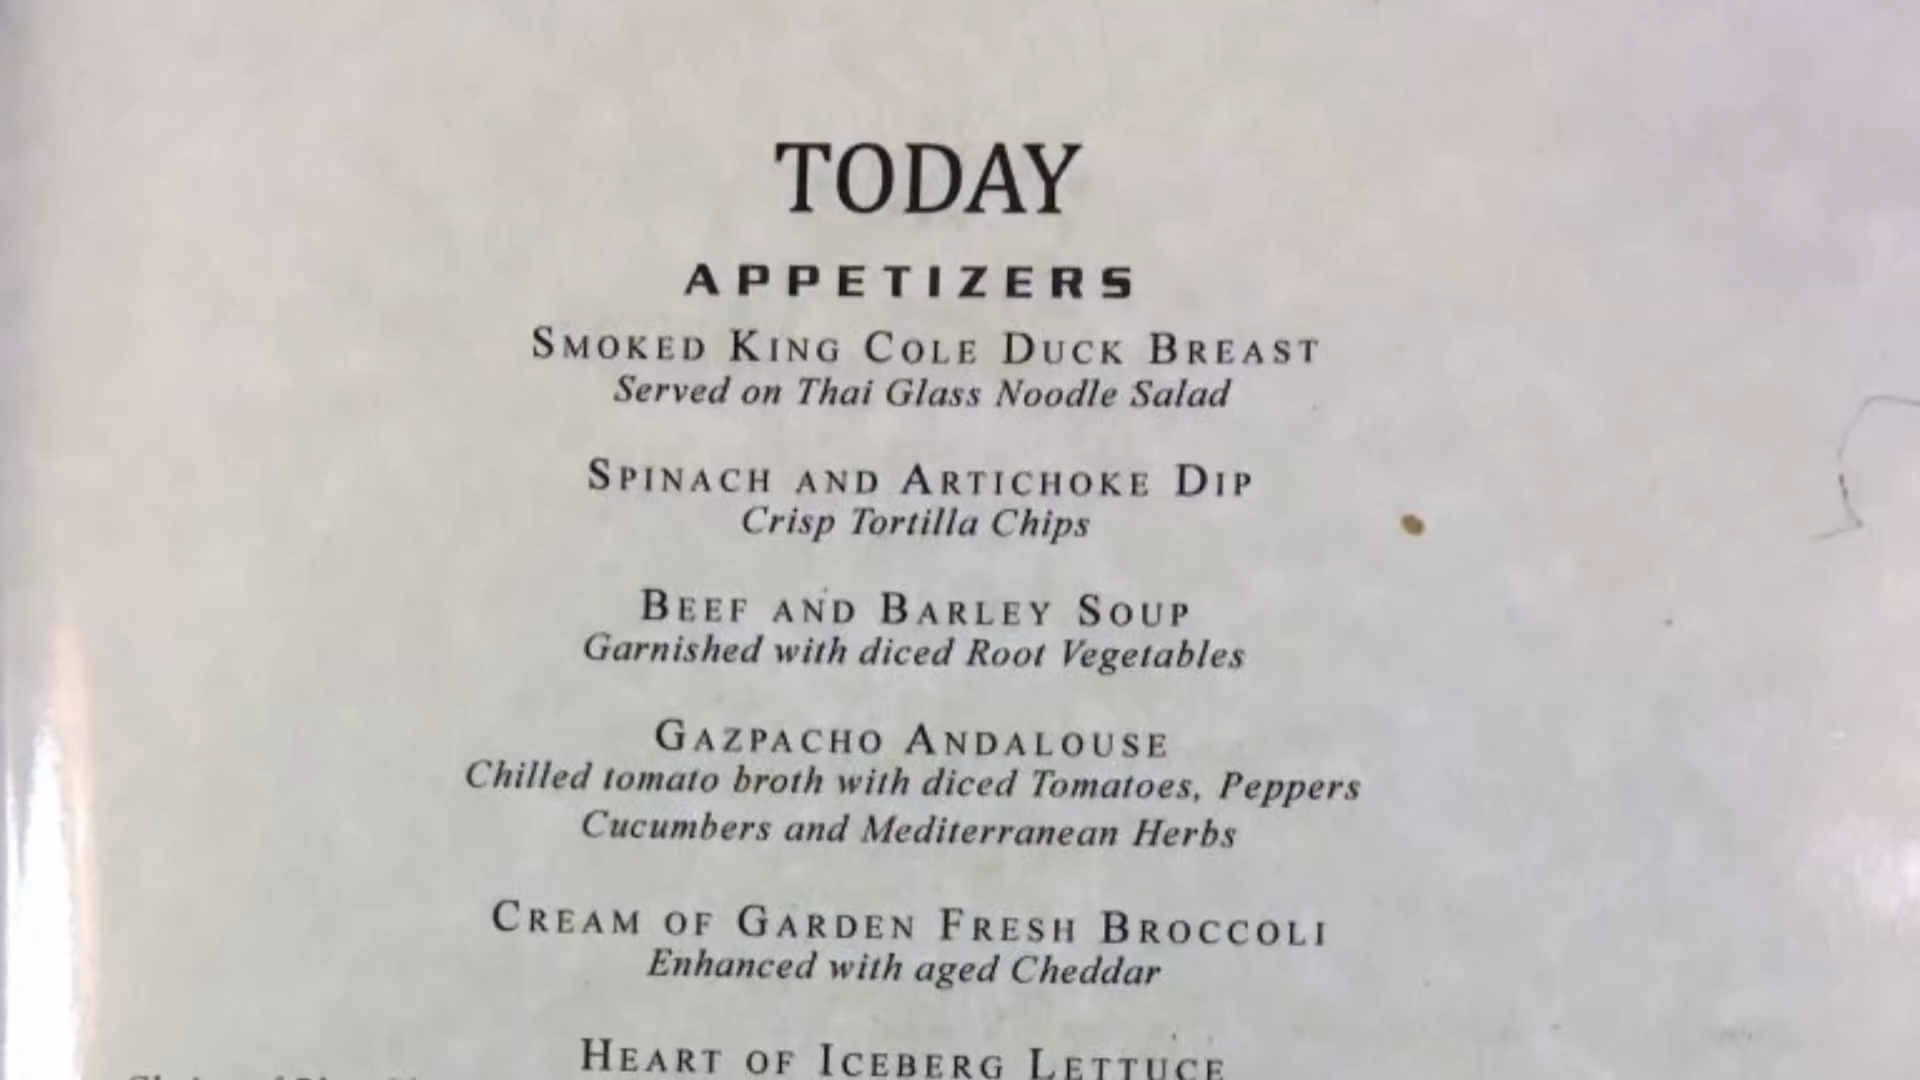 TODAY
APPETIZERS
SMOKED KING COLE DUCK BREAST
Served on Thai Glass Noodle Salad
SPINACH AND ARTICHOKE DIP
Crisp Tortilla Chips
BEEF AND BARLEY SOUP
Garnished with diced Root Vegetables
GAZPACHO ANDALOUSE
Chilled tomato broth with diced Tomatoes, Peppers
Cucumbers and Mediterranean Herbs
CREAM OF GARDEN FRESH BROCCOLI
Enhanced with aged Cheddar
HEART OF ICEBERG LETTUCE